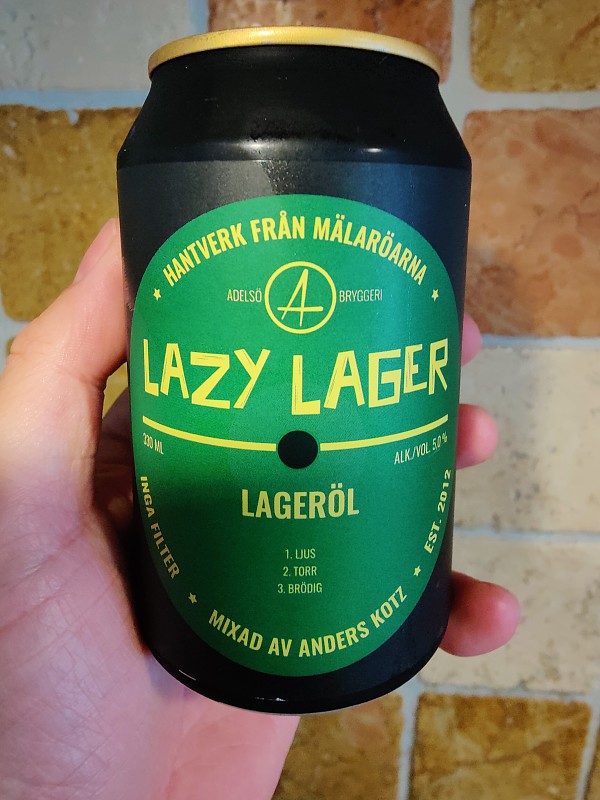 HANTVERK FRÅN MÄLARÖARNA
ADELSÖ A BRYGGERI
LAZY LAGER
330 ML
ALK./VOL. 5,0 %
LAGERÖL
1. LJUS
2. TORR
3. BRÖDIG
INGA FILTER
MIXAD AV ANDERS KOTZ
EST. 2012